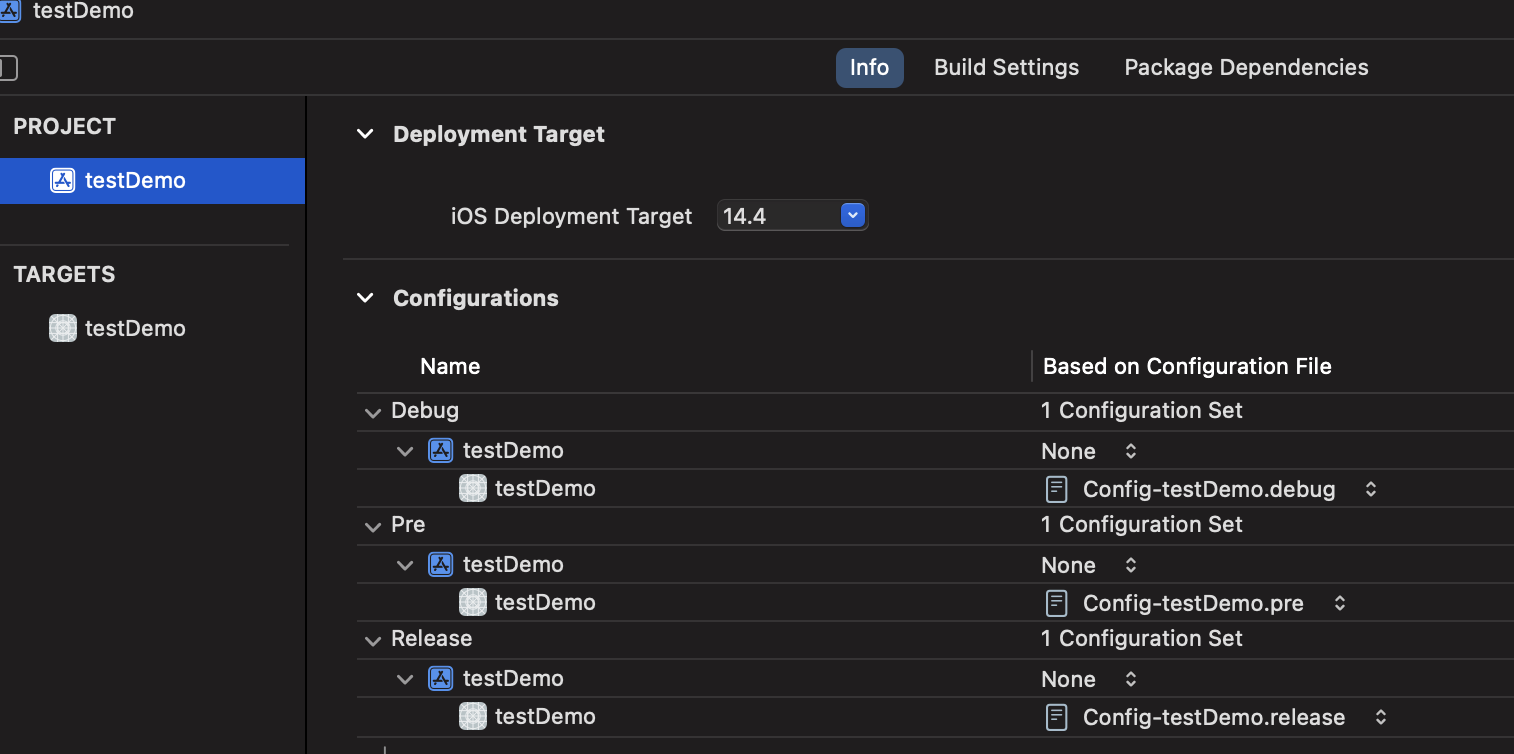 testDemo
Info Build Settings Package Dependencies
PROJECT
testDemo
TARGETS
testDemo
Deployment Target
iOS Deployment Target 14.4
Configurations
Name Based on Configuration File
Debug 1 Configuration Set
testDemo None
testDemo Config-testDemo.debug
Pre 1 Configuration Set
testDemo None
testDemo Config-testDemo.pre
Release 1 Configuration Set
testDemo None
testDemo Config-testDemo.release